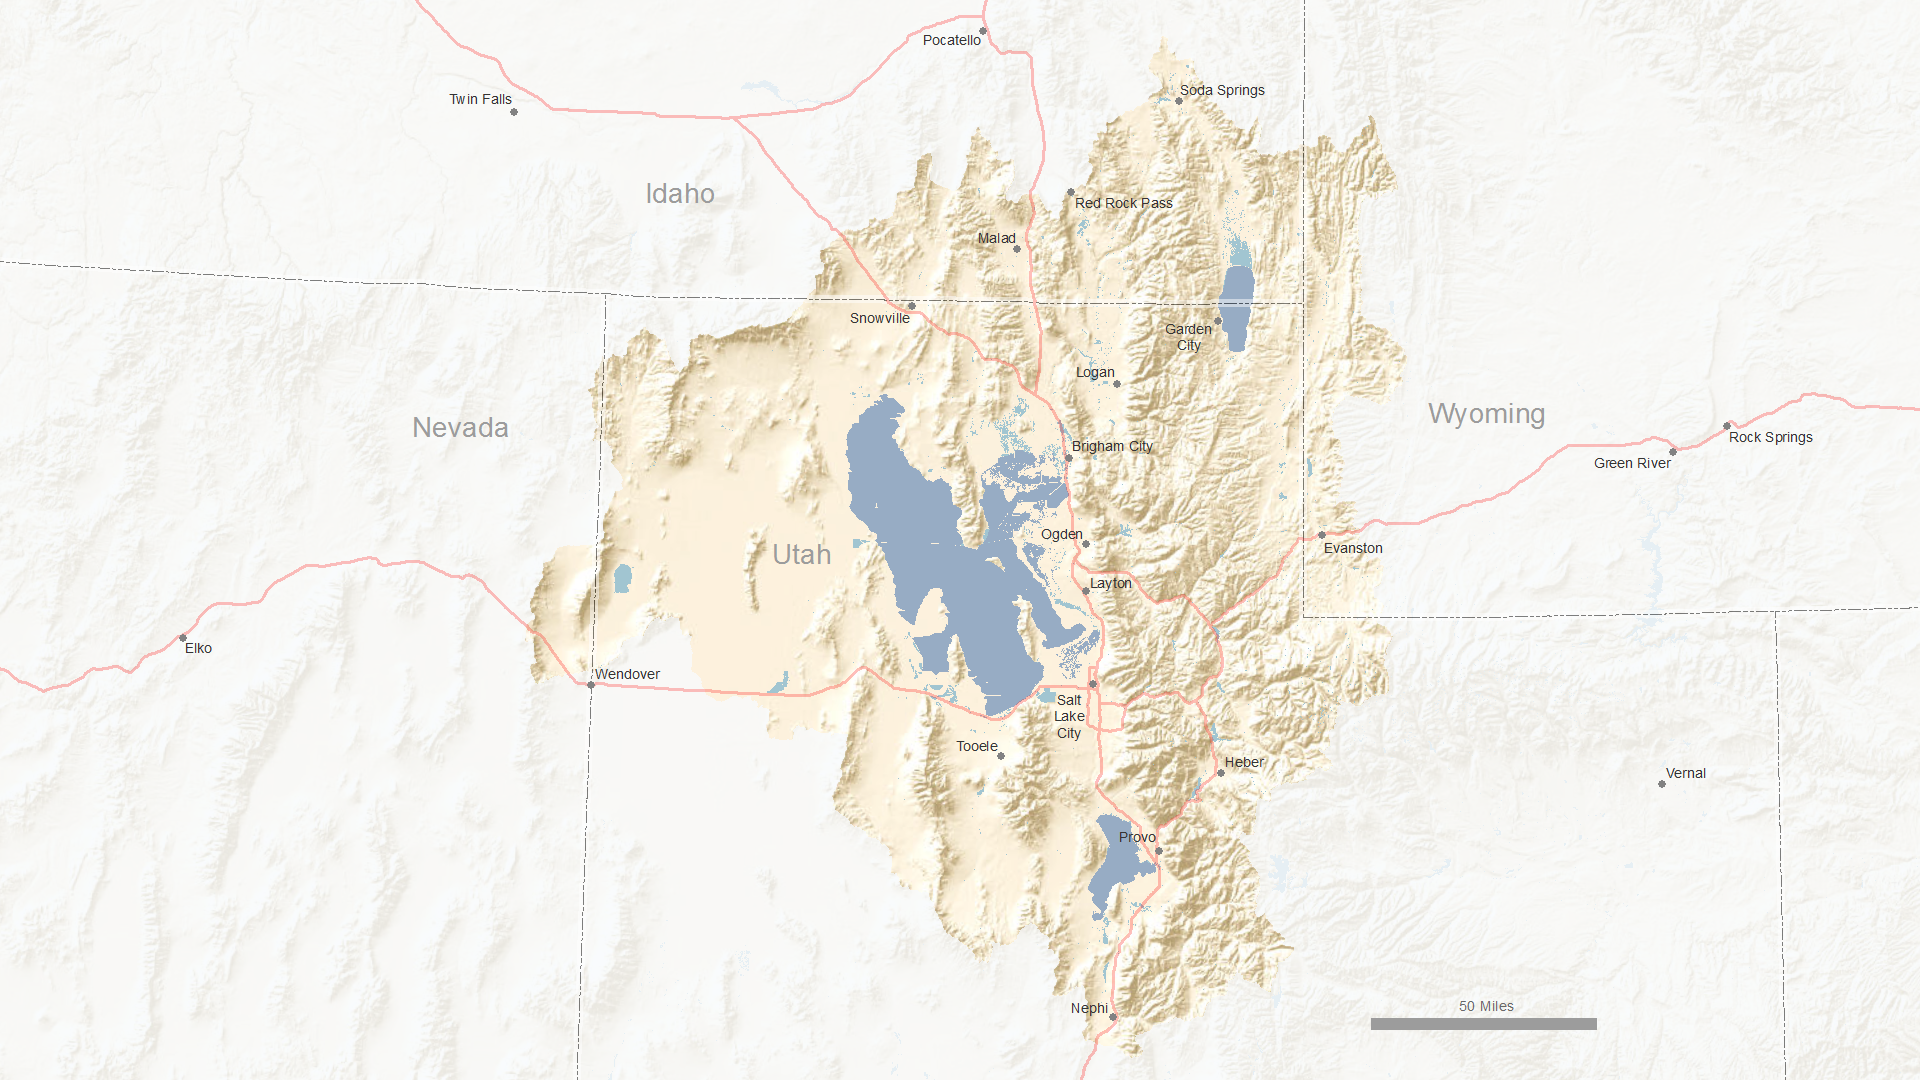 Pocatello
Soda Springs
Twin Falls
Idaho
Red Rock Pass
Malad
Snowville
Garden
City
Logan
Nevada
Wyoming
Rock Springs
Brigham City
Green River
Ogden
Evanston
Utah
Layton
Elko
Wendover
Salt
Lake
City
Tooele
Heber
Vernal
Provo
Nephi
50 Miles